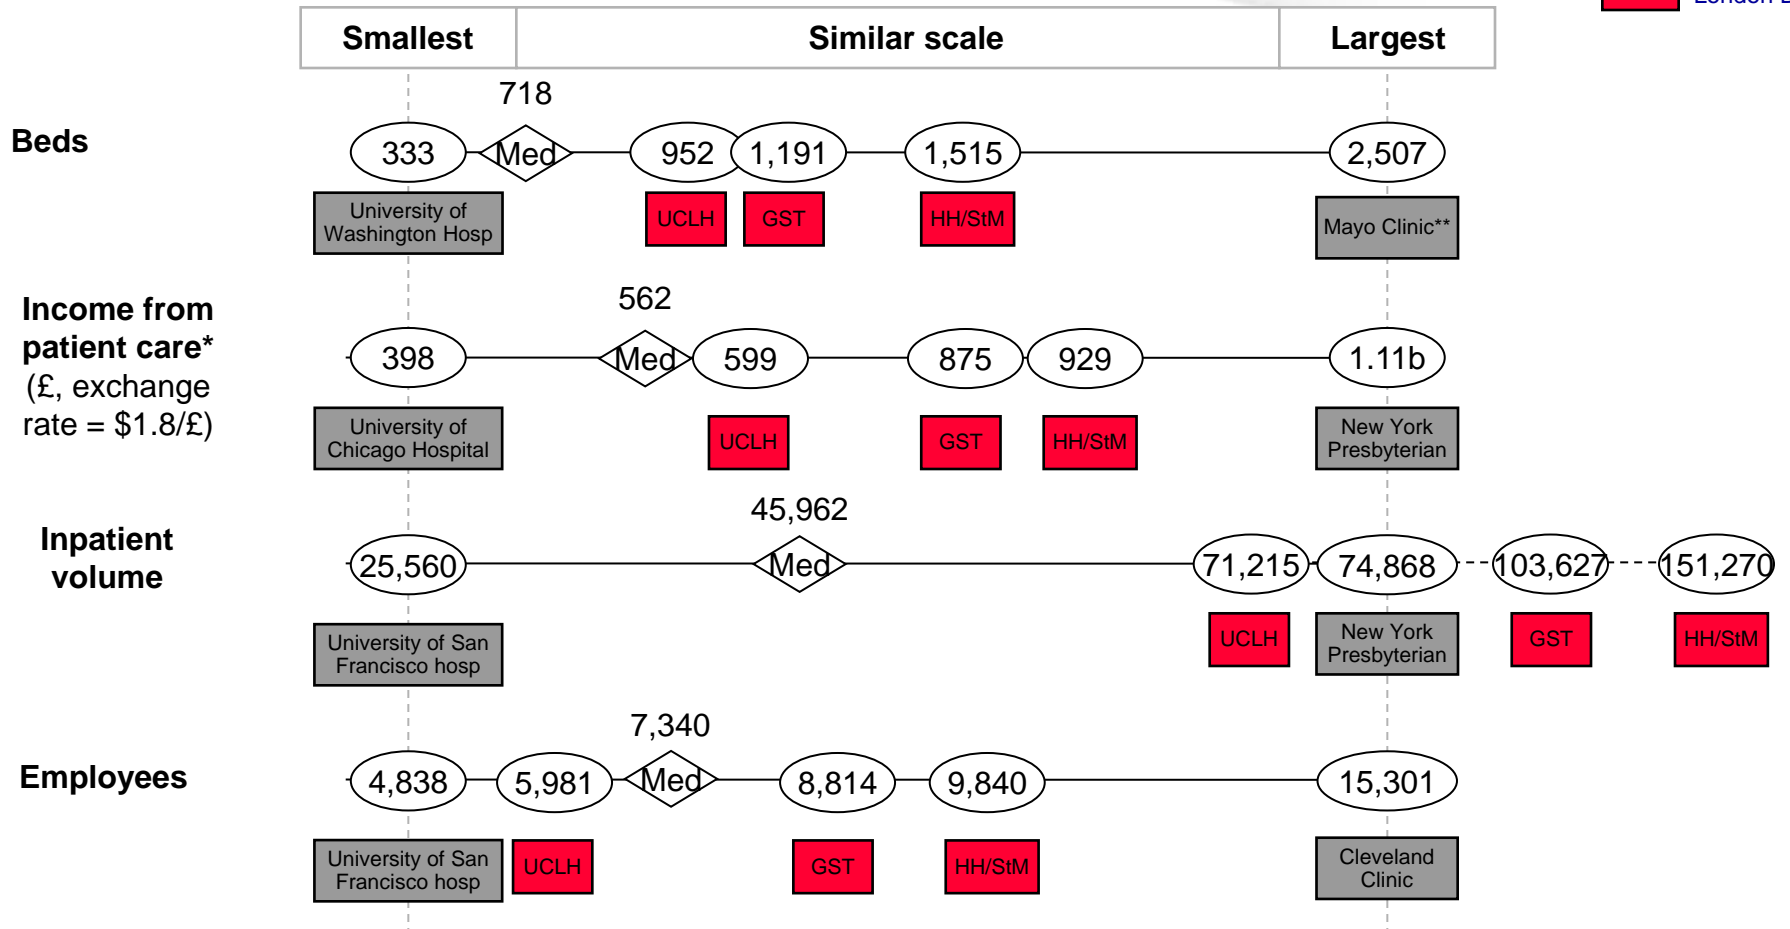 London
Smallest Similar scale Largest
718
Beds 333 Med 952 1,191 1,515 2,507
University of
Washington Hosp
UCLH GST HH/StM Mayo Clinic**
562
Income from
patient care*
(£, exchange
rate = $1.8/£)
398 Med 599 875 929 1.11b
University of
Chicago Hospital
UCLH GST HH/StM
New York
Presbyterian
45,962
Inpatient
volume
25,560 Med 71,215 74,868 103,627 151,270
University of San
Francisco hosp
UCLH
New York
Presbyterian
GST HH/StM
7,340
Employees 4,838 5,981 Med 8,814 9,840 15,301
University of San
Francisco hosp
UCLH GST HH/StM
Cleveland
Clinic